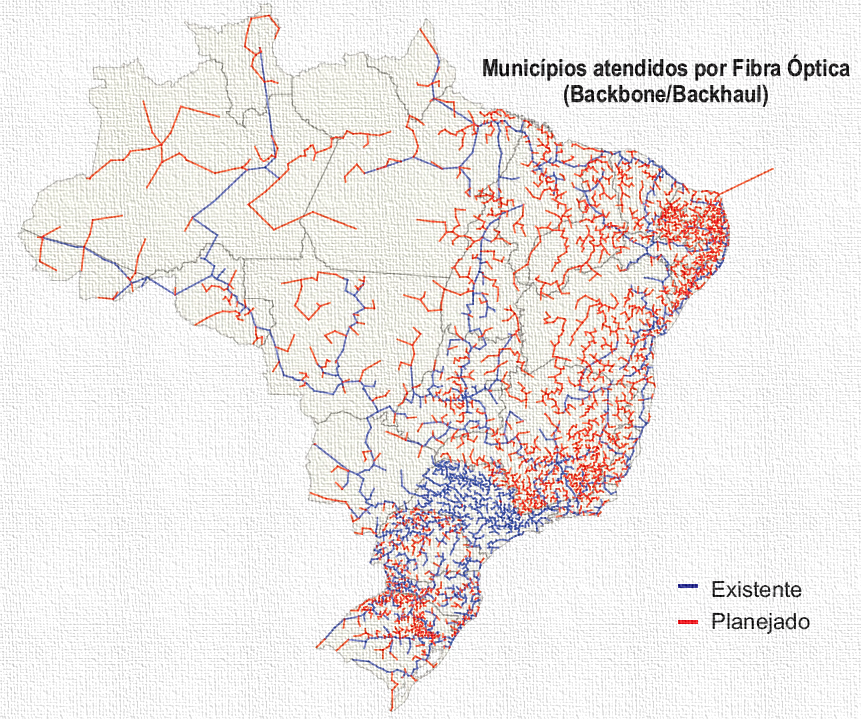 Municípios atendidos por Fibra Óptica
(Backbone/Backhaul)
Existente
Planejado